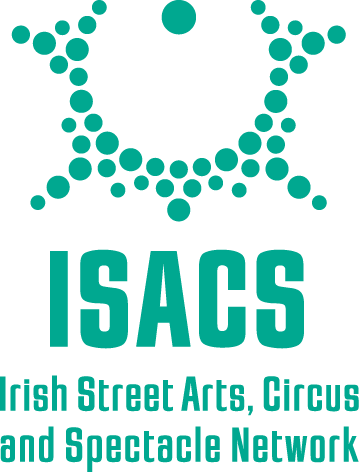 ISACS
Irish Street Arts, Circus
and Spectacle Network